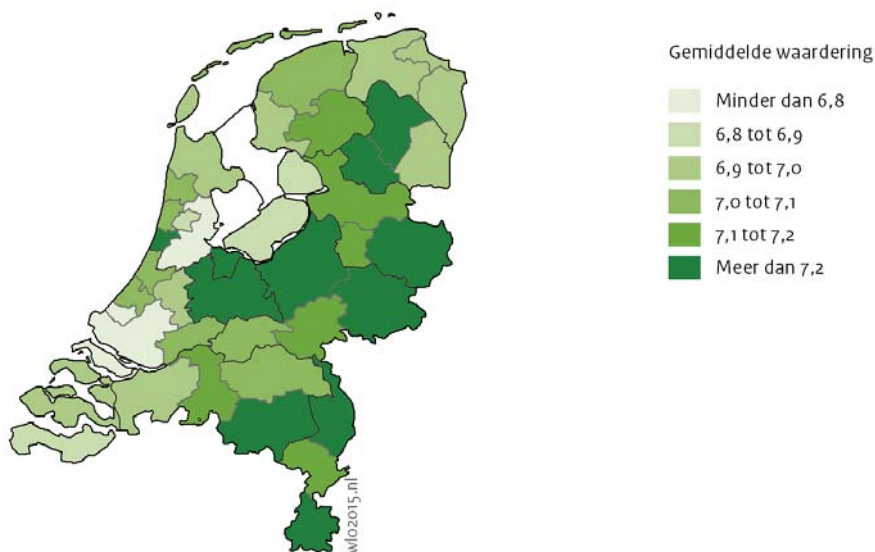 Gemiddelde waardering
Minder dan 6,8
6,8 tot 6,9
6,9 to 7,0
7,0 tot 7,1
7,1 tot 7,2
Meer dan 7,2
wlo2015.nl